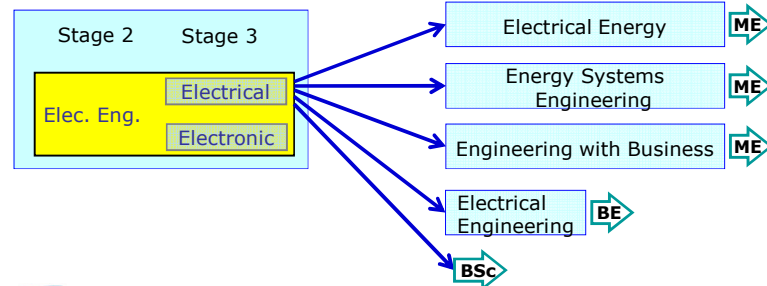 Stage 2
Stage 3
Elec. Eng.
Electrical
Electronic
Electrical Energy
ME
Energy Systems
Engineering
ME
Engineering with Business
ME
Electrical
Engineering
BE
BSc